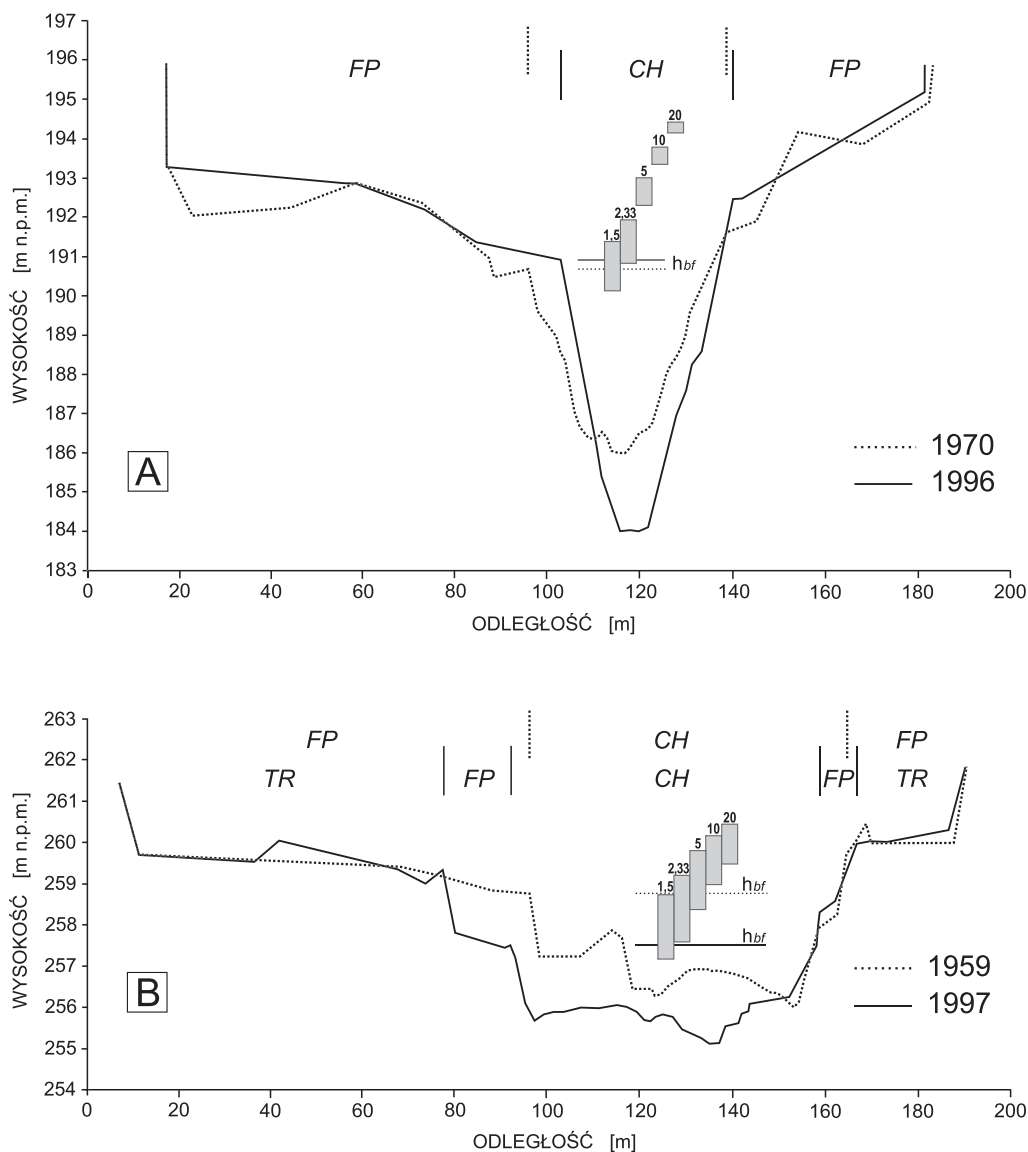 197
196
195
194
193
192
191
190
189
188
187
186
185
184
183
WYSOKOŚĆ [m n.p.m.]
FP CH FP
20
10
5
2,33
1,5
hbf
A
1970
1996
0 20 40 60 80 100 120 140 160 180 200
ODLEGŁOŚĆ [m]
263
262
261
260
259
258
257
256
255
254
WYSOKOŚĆ [m n.p.m.]
FP CH FP
TR FP CH FP TR
20
10
5
2,33
1,5
hbf
hbf
B
1959
1997
0 20 40 60 80 100 120 140 160 180 200
ODLEGŁOŚĆ [m]